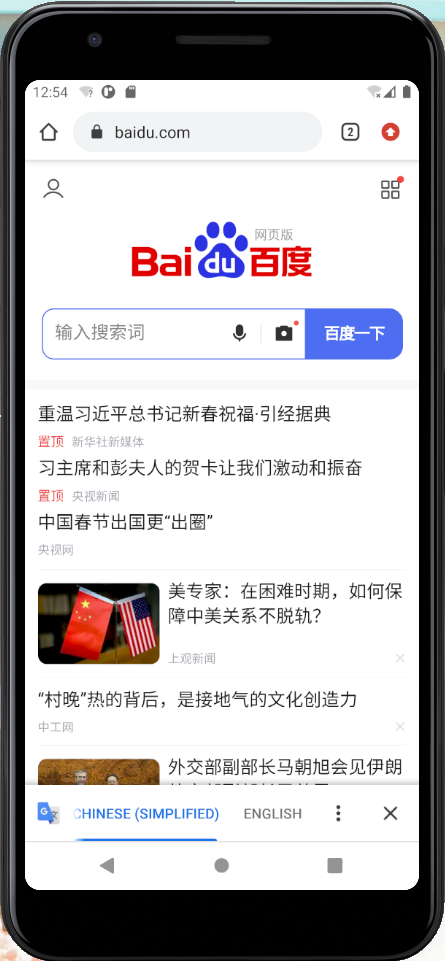 12:54
baidu.com
2
网页版
Bai du 百度
输入搜索词
百度一下
重温习近平总书记新春祝福·引经据典
置顶 新华社新媒体
习主席和彭夫人的贺卡让我们激动和振奋
置顶 央视新闻
中国春节出国更“出圈”
央视网
美专家：在困难时期，如何保
障中美关系不脱轨？
上观新闻
“村晚”热的背后，是接地气的文化创造力
中工网
外交部副部长马朝旭会见伊朗
CHINESE (SIMPLIFIED)
ENGLISH